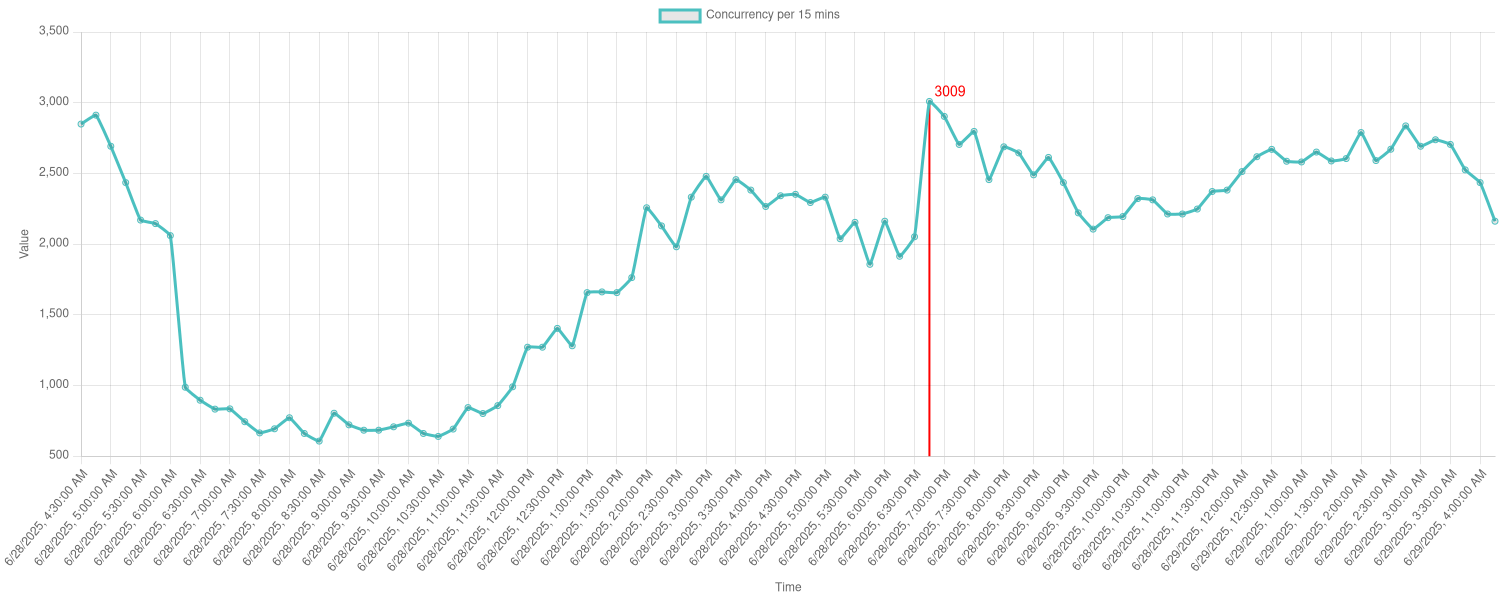 Concurrency per 15 mins
3,500
3,000
2,500
2,000
1,500
1,000
500
Value
3009
6/28/2025, 4:30:00 AM
6/28/2025, 5:00:00 AM
6/28/2025, 5:30:00 AM
6/28/2025, 6:00:00 AM
6/28/2025, 6:30:00 AM
6/28/2025, 7:00:00 AM
6/28/2025, 7:30:00 AM
6/28/2025, 8:00:00 AM
6/28/2025, 8:30:00 AM
6/28/2025, 9:00:00 AM
6/28/2025, 9:30:00 AM
6/28/2025, 10:00:00 AM
6/28/2025, 10:30:00 AM
6/28/2025, 11:00:00 AM
6/28/2025, 11:30:00 AM
6/28/2025, 12:00:00 PM
6/28/2025, 12:30:00 PM
6/28/2025, 1:00:00 PM
6/28/2025, 1:30:00 PM
6/28/2025, 2:00:00 PM
6/28/2025, 2:30:00 PM
6/28/2025, 3:00:00 PM
6/28/2025, 3:30:00 PM
6/28/2025, 4:00:00 PM
6/28/2025, 4:30:00 PM
6/28/2025, 5:00:00 PM
6/28/2025, 5:30:00 PM
6/28/2025, 6:00:00 PM
6/28/2025, 6:30:00 PM
6/28/2025, 7:00:00 PM
6/28/2025, 7:30:00 PM
6/28/2025, 8:00:00 PM
6/28/2025, 8:30:00 PM
6/28/2025, 9:00:00 PM
6/28/2025, 9:30:00 PM
6/28/2025, 10:00:00 PM
6/28/2025, 10:30:00 PM
6/28/2025, 11:00:00 PM
6/28/2025, 11:30:00 PM
6/29/2025, 12:00:00 AM
6/29/2025, 12:30:00 AM
6/29/2025, 1:00:00 AM
6/29/2025, 1:30:00 AM
6/29/2025, 2:00:00 AM
6/29/2025, 2:30:00 AM
6/29/2025, 3:00:00 AM
6/29/2025, 3:30:00 AM
6/29/2025, 4:00:00 AM
Time